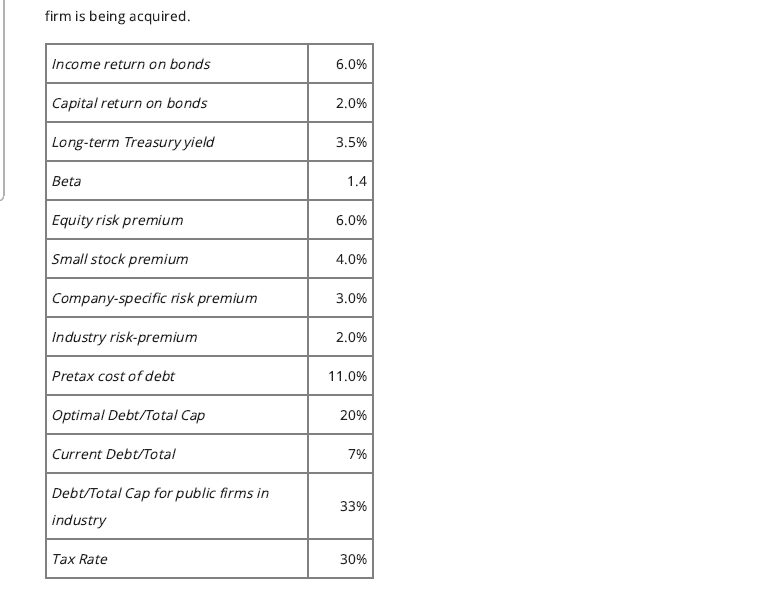 firm is being acquired.
Income return on bonds 6.0%
Capital return on bonds 2.0%
Long-term Treasury yield 3.5%
Beta 1.4
Equity risk premium 6.0%
Small stock premium 4.0%
Company-specific risk premium 3.0%
Industry risk-premium 2.0%
Pretax cost of debt 11.0%
Optimal Debt/Total Cap 20%
Current Debt/Total 7%
Debt/Total Cap for public firms in
industry 33%
Tax Rate 30%